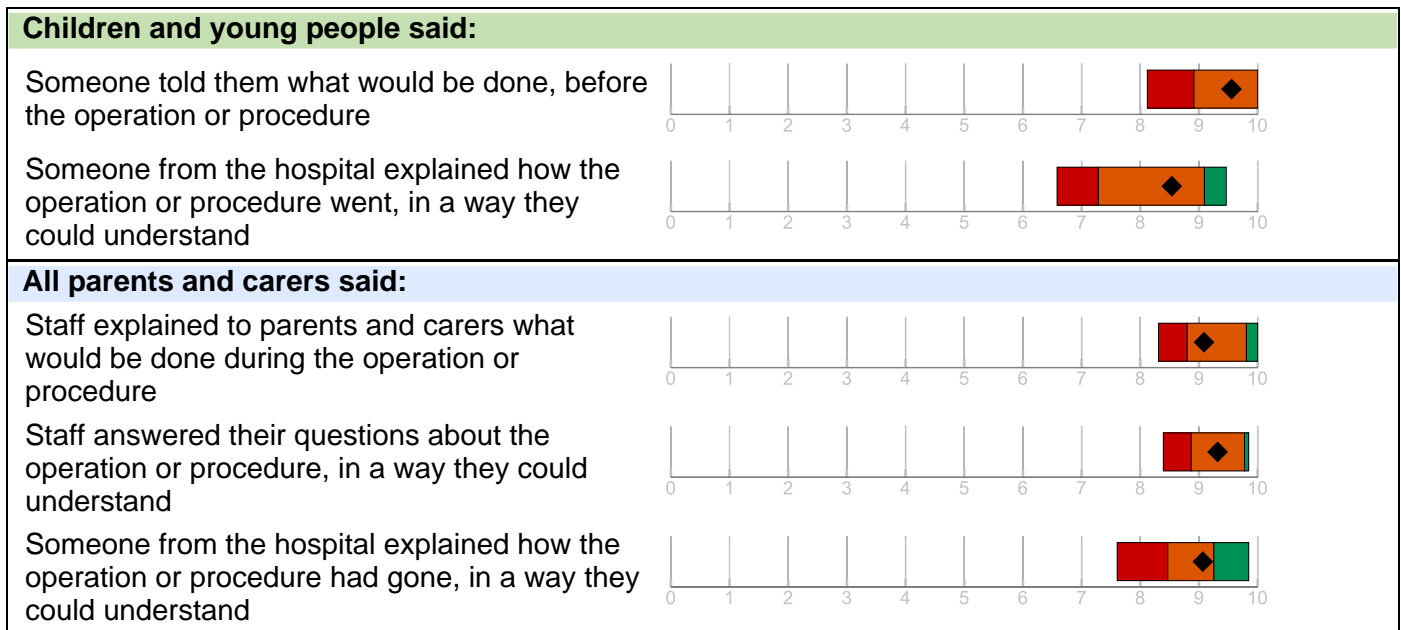 Children and young people said:
Someone told them what would be done, before
the operation or procedure
0 1 2 3 4 5 6 7 8 9 10
Someone from the hospital explained how the
operation or procedure went, in a way they
could understand
0 1 2 3 4 5 6 7 8 9 10
All parents and carers said:
Staff explained to parents and carers what
would be done during the operation or
procedure
0 1 2 3 4 5 6 7 8 9 10
Staff answered their questions about the
operation or procedure, in a way they could
understand
0 1 2 3 4 5 6 7 8 9 10
Someone from the hospital explained how the
operation or procedure had gone, in a way they
could understand
0 1 2 3 4 5 6 7 8 9 10